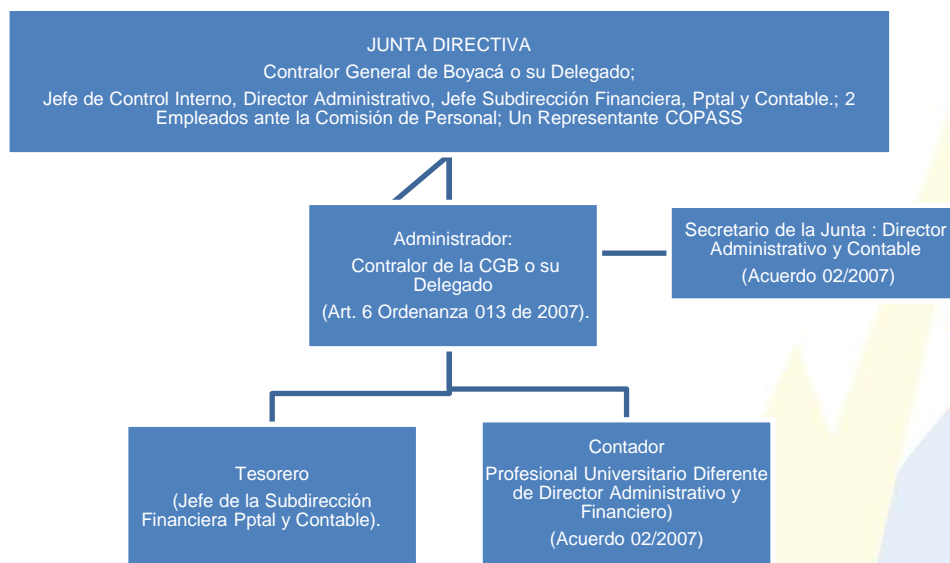 JUNTA DIRECTIVA
Contralor General de Boyacá o su Delegado;
Jefe de Control Interno, Director Administrativo, Jefe Subdirección Financiera, Pptal y Contable.; 2
Empleados ante la Comisión de Personal; Un Representante COPASS
Administrador:
Contralor de la CGB o su
Delegado
(Art. 6 Ordenanza 013 de 2007).
Secretario de la Junta : Director
Administrativo y Contable
(Acuerdo 02/2007)
Tesorero
(Jefe de la Subdirección
Financiera Pptal y Contable).
Contador
Profesional Universitario Diferente
de Director Administrativo y
Financiero)
(Acuerdo 02/2007)